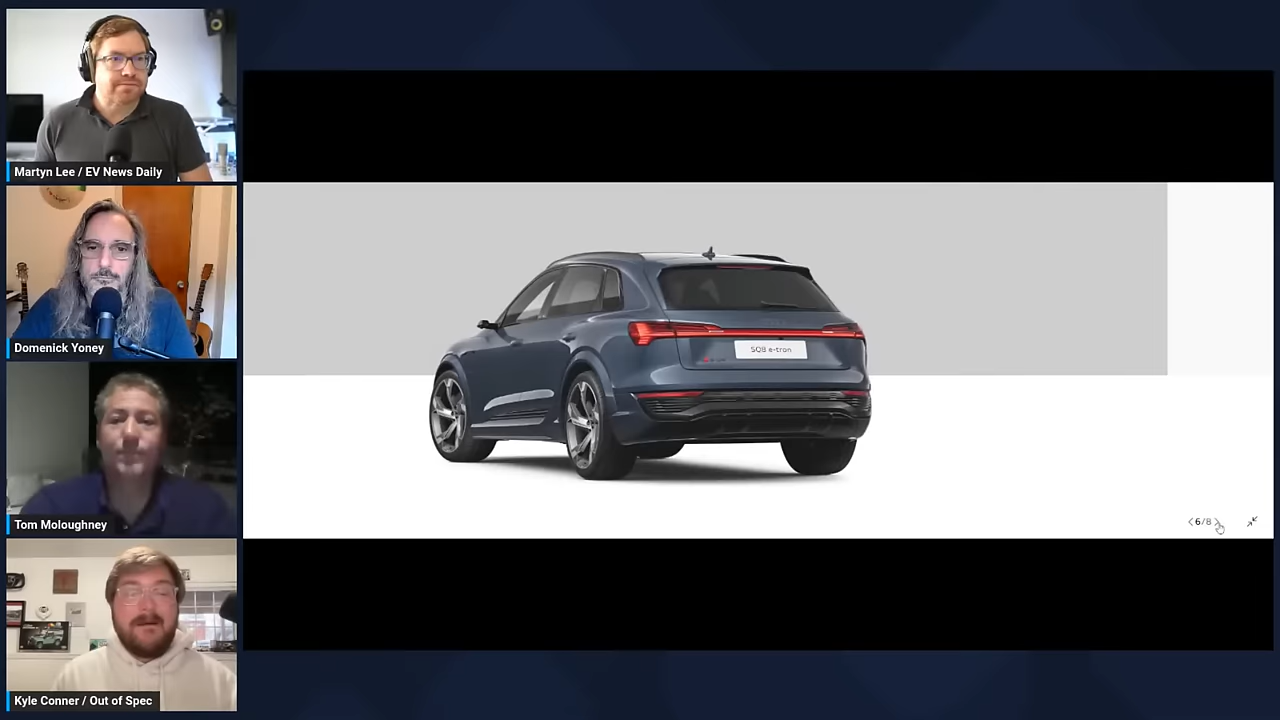 Martyn Lee / EV News Daily
Domenick Yoney
Tom Moloughney
Kyle Conner / Out of Spec
SQ8 e-tron
6/8